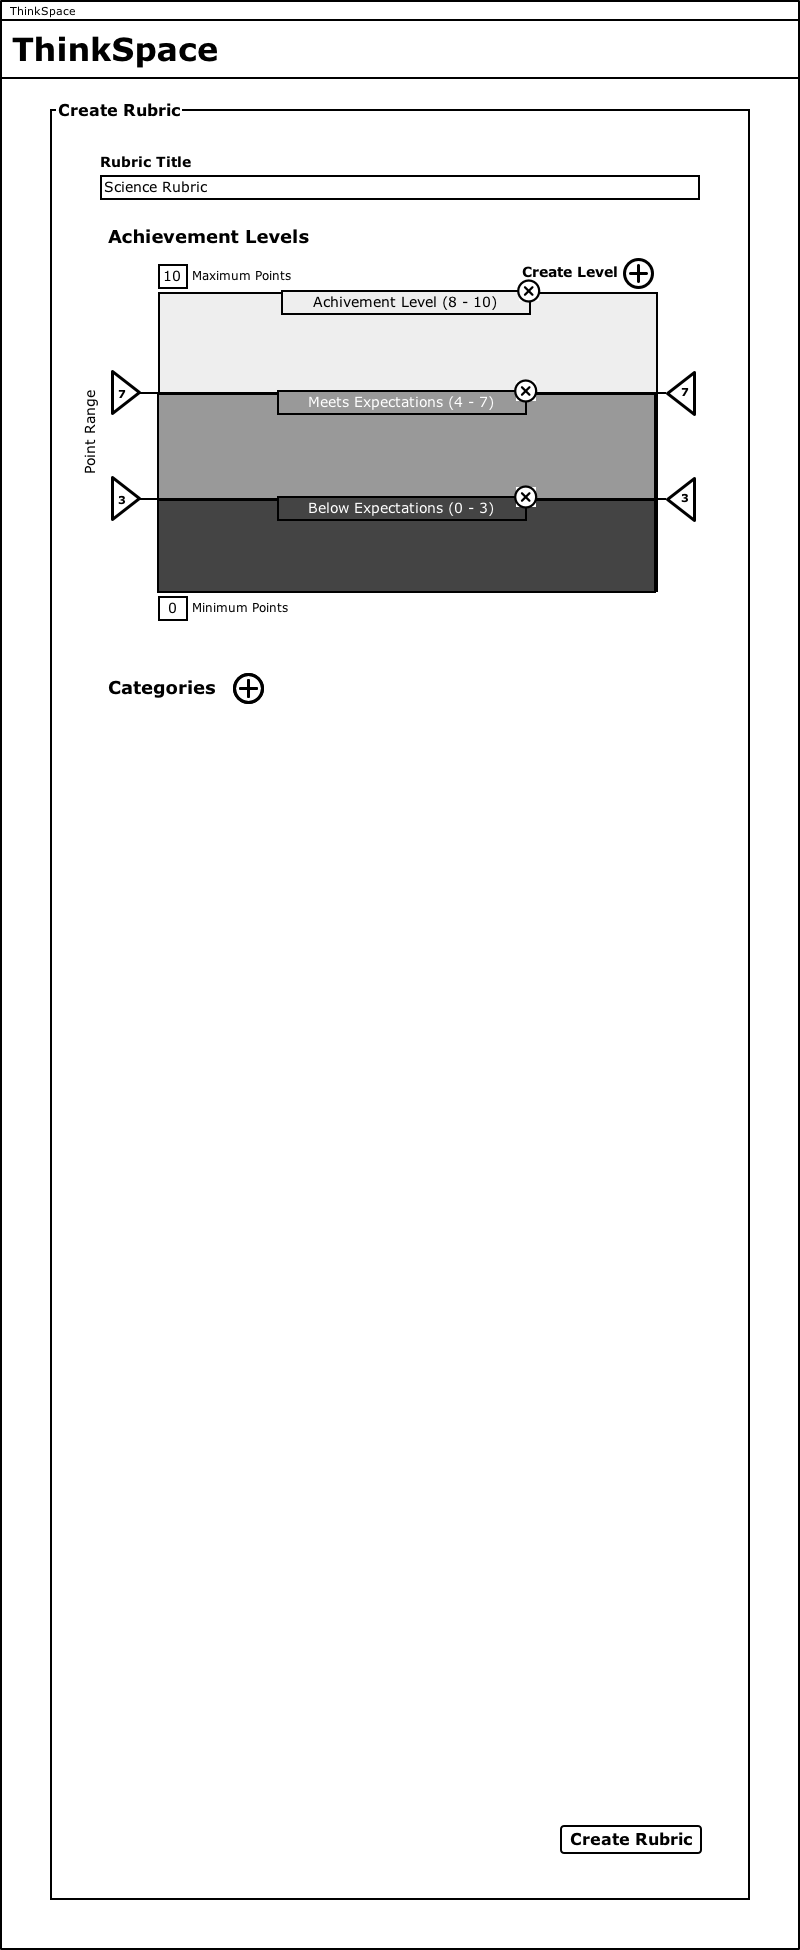 ThinkSpace
ThinkSpace
Create Rubric
Rubric Title
Science Rubric
Achievement Levels
10 Maximum Points
Create Level
Achivement Level (8 - 10)
7
Meets Expectations (4 - 7)
7
Point Range
3
Below Expectations (0 - 3)
3
0 Minimum Points
Categories
Create Rubric